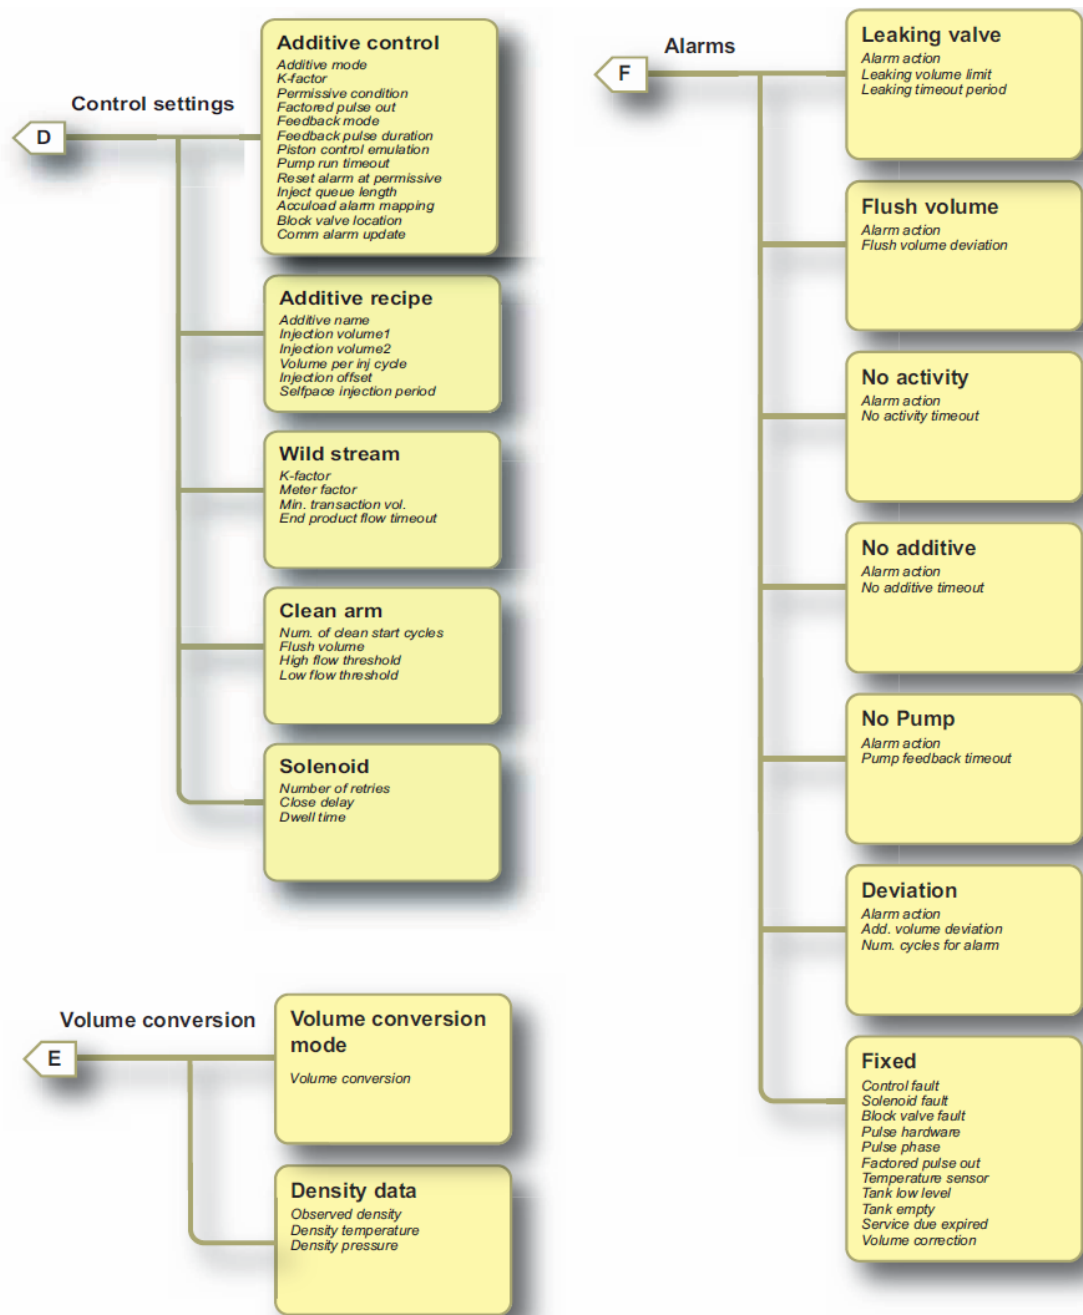 Control settings
D
Additive control
Additive mode
K-factor
Permissive condition
Factored pulse out
Feedback mode
Feedback pulse duration
Piston control emulation
Pump run timeout
Reset alarm at permissive
Inject queue length
Accuload alarm mapping
Block valve location
Comm alarm update
Additive recipe
Additive name
Injection volume1
Injection volume2
Volume per inj cycle
Injection offset
Selfpace injection period
Wild stream
K-factor
Meter factor
Min. transaction vol.
End product flow timeout
Clean arm
Num. of clean start cycles
Flush volume
High flow threshold
Low flow threshold
Solenoid
Number of retries
Close delay
Dwell time
Volume conversion
E
Volume conversion
mode
Volume conversion
Density data
Observed density
Density temperature
Density pressure
Alarms
F
Leaking valve
Alarm action
Leaking volume limit
Leaking timeout period
Flush volume
Alarm action
Flush volume deviation
No activity
Alarm action
No activity timeout
No additive
Alarm action
No additive timeout
No Pump
Alarm action
Pump feedback timeout
Deviation
Alarm action
Add. volume deviation
Num. cycles for alarm
Fixed
Control fault
Solenoid fault
Block valve fault
Pulse hardware
Pulse phase
Factored pulse out
Temperature sensor
Tank low level
Tank empty
Service due expired
Volume correction